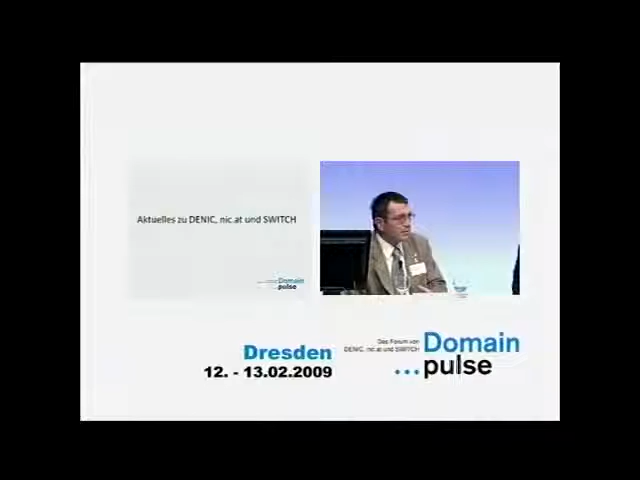 Aktuelles zu DENIC, nic.at und SWITCH
Domain
...pulse
Dresden
12. - 13.02.2009
Das Forum von
DENIC, nic.at und SWITCH
Domain
...pulse